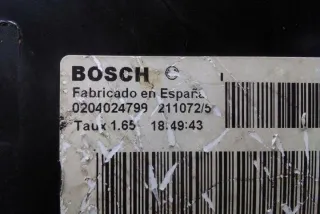 BOSCH
Fabricado en España
0204024799 211072/5
Taux 1.65 18:49:43